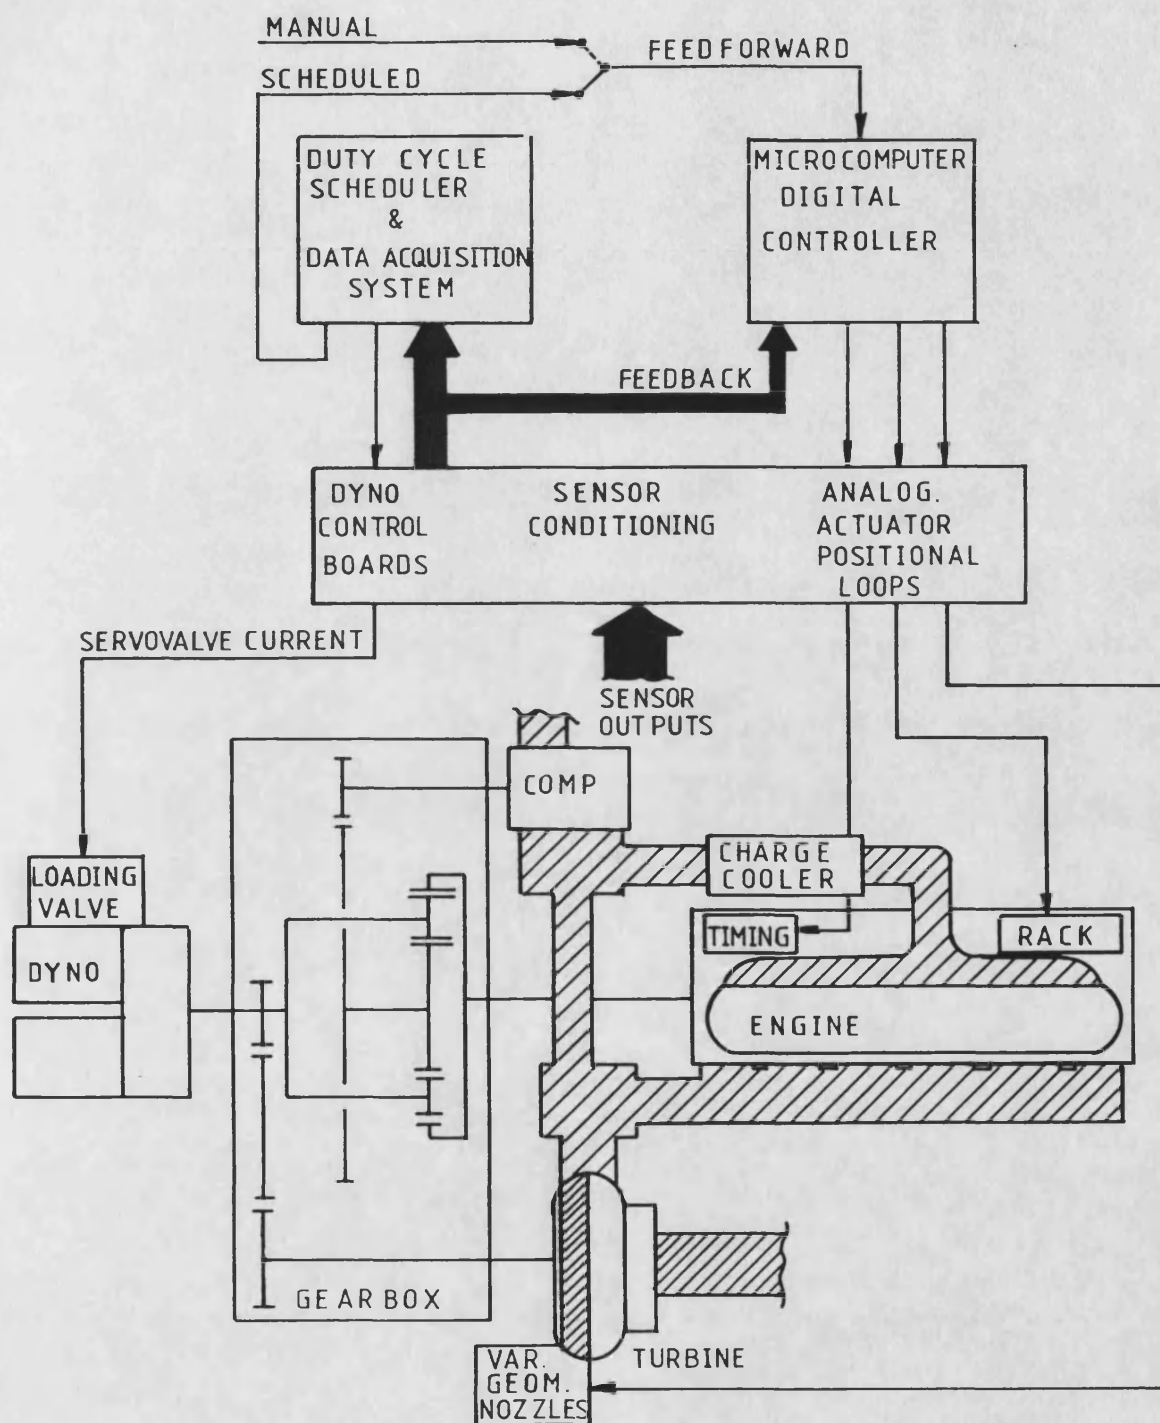 MANUAL
FEEDFORWARD
SCHEDULED
DUTY CYCLE
SCHEDULER
&
DATA ACQUISITION
SYSTEM
MICROCOMPUTER
DIGITAL
CONTROLLER
FEEDBACK
DYNO
CONTROL
BOARDS
SENSOR
CONDITIONING
ANALOG.
ACTUATOR
POSITIONAL
LOOPS
SERVOVALVE CURRENT
SENSOR
OUTPUTS
COMP
CHARGE
COOLER
LOADING
VALVE
DYNO
TIMING
RACK
ENGINE
GEARBOX
TURBINE
VAR.
GEOM.
NOZZLES